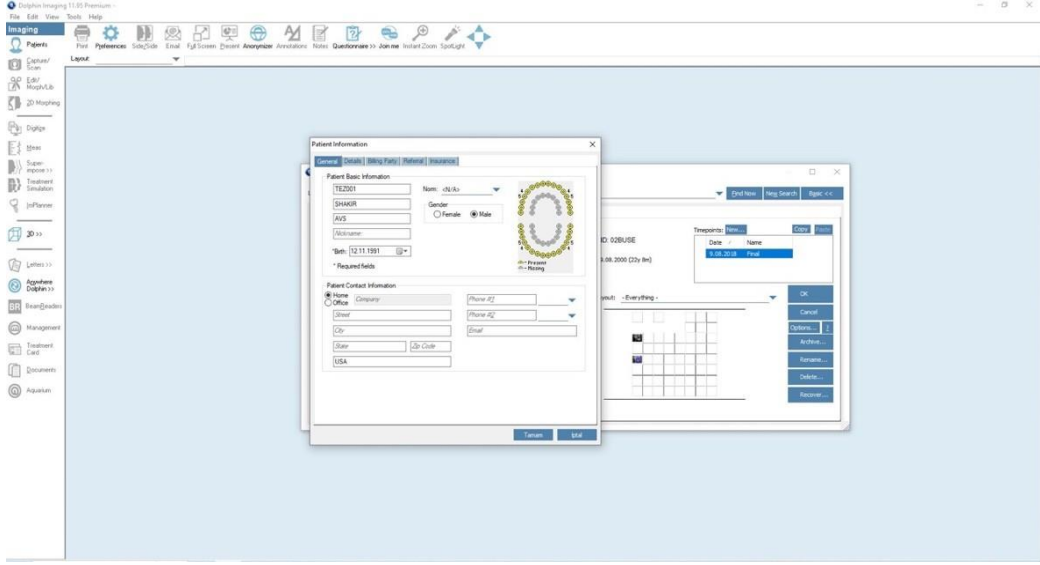 Dolphin Imaging 11.95 Premium -
File Edit View Tools Help
Imaging
Patients
Capture/
Scan
Edit/
Morph/Lib
2D Morphing
Digitize
Meas
Super-
impose >>
Treatment
Simulation
3D >>
Letters >>
Anywhere
Dolphin >>
Management
Treatment
Card
Documents
Aquarium
Print Preferences Side/Side Email Full Screen Present Anonymizer Annotations Notes Questionnaire >> Join me Instant Zoom SpotLight
Layout:
Patient Information
General Details Billing Party Referral Insurance
Patient Basic Information
TEZ001
SHAKIR
AVS
Nickname
*Birth: 12.11.1991
* Required fields
Norm: <N/A>
Gender
Female Male
Present
Missing
Patient Contact Information
Home
Office
Company
Phone #1
Street
Phone #2
City
Email
State
Zip Code
USA
Tamam
İptal
Find Now New Search Basic <<
ID: 02BUSE
9.08.2000 (22y 8m)
Timepoints: New... Copy Paste
Date / Name
9.08.2018 Final
- Everything -
OK
Cancel
Options...
Archive...
Rename...
Delete...
Recover...